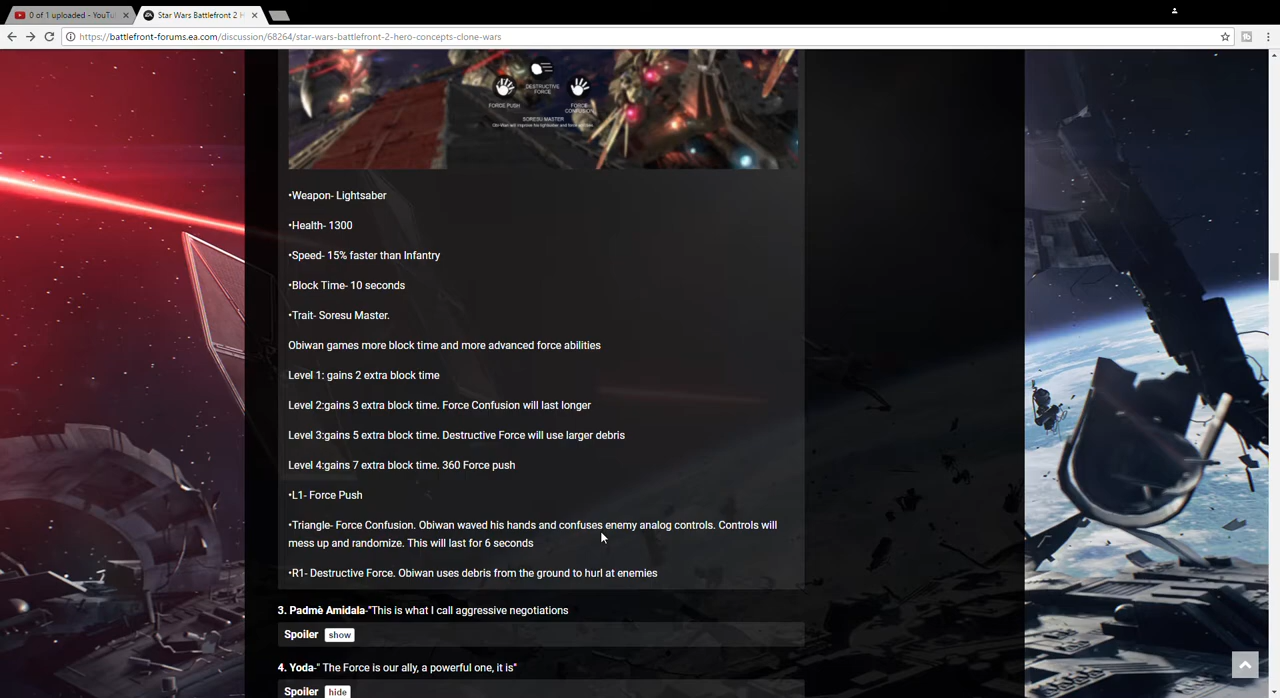 0 of 1 uploaded - YouTu
Star Wars Battlefront 2 H
https://battlefront-forums.ea.com/discussion/68264/star-wars-battlefront-2-hero-concepts-clone-wars
DESTRUCTIVE
FORCE
FORCE PUSH
FORCE
CONFUSION
SORESU MASTER
Obi-Wan will improve his lightsaber and force
•Weapon- Lightsaber
•Health- 1300
•Speed- 15% faster than Infantry
•Block Time- 10 seconds
•Trait- Soresu Master.
Obiwan games more block time and more advanced force abilities
Level 1: gains 2 extra block time
Level 2:gains 3 extra block time. Force Confusion will last longer
Level 3:gains 5 extra block time. Destructive Force will use larger debris
Level 4:gains 7 extra block time. 360 Force push
•L1- Force Push
•Triangle- Force Confusion. Obiwan waved his hands and confuses enemy analog controls. Controls will
mess up and randomize. This will last for 6 seconds
•R1- Destructive Force. Obiwan uses debris from the ground to hurl at enemies
3. Padmè Amidala-"This is what I call aggressive negotiations
Spoiler show
4. Yoda-" The Force is our ally, a powerful one, it is"
Spoiler hide